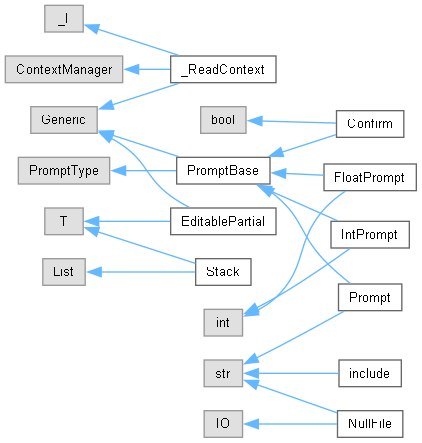 _I
ContextManager
_ReadContext
Generic
bool
Confirm
PromptType
PromptBase
FloatPrompt
T
EditablePartial
IntPrompt
List
Stack
Prompt
int
str
include
IO
NullFile